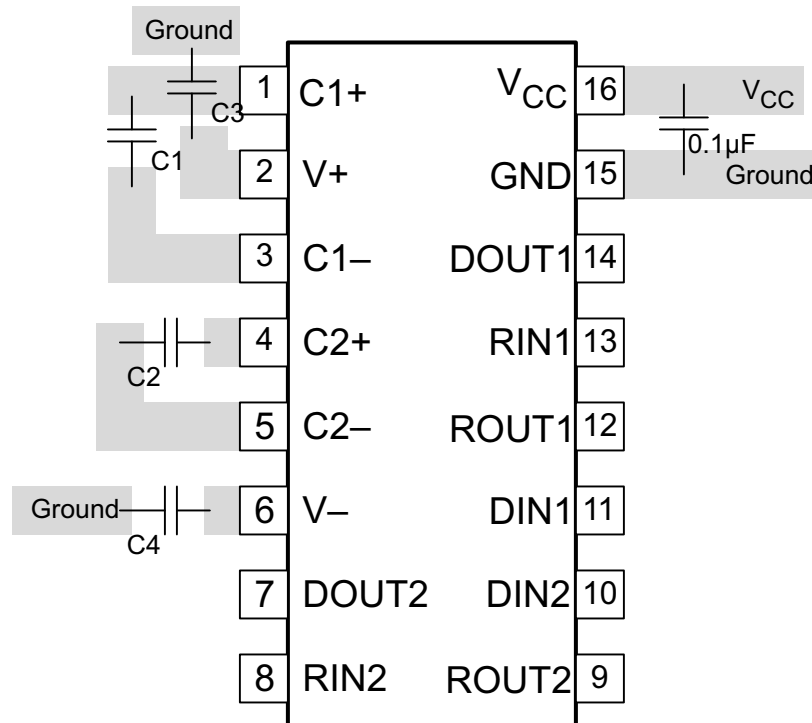 Ground
1 C1+ VCC 16 VCC
C3
C1
0.1µF
2 V+ GND 15 Ground
3 C1– DOUT1 14
4 C2+ RIN1 13
C2
5 C2– ROUT1 12
Ground 6 V– DIN1 11
C4
7 DOUT2 DIN2 10
8 RIN2 ROUT2 9